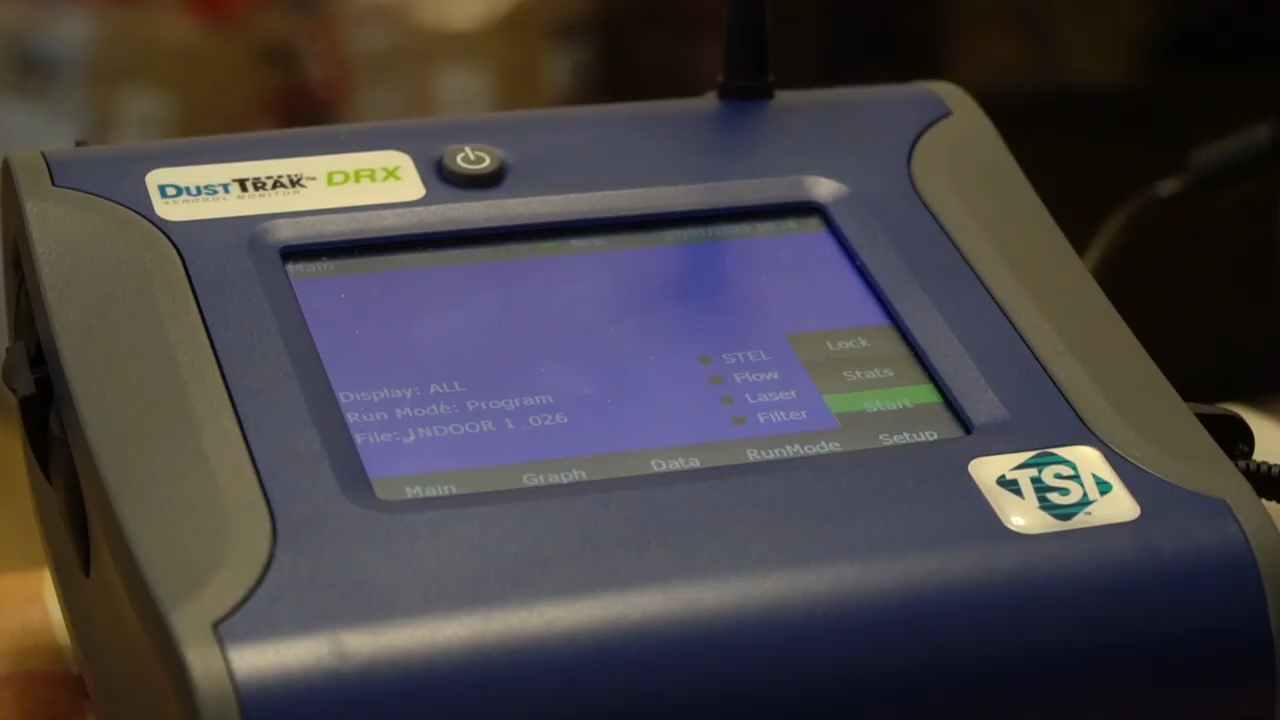 DUSTTRAK™ DRX
AEROSOL MONITOR
Main
Lock
STEL
Stats
Flow
Display: ALL
Laser
Start
Run Mode: Program
Filter
File: INDOOR 1_026
Main
Graph
Data
RunMode
Setup
TSI